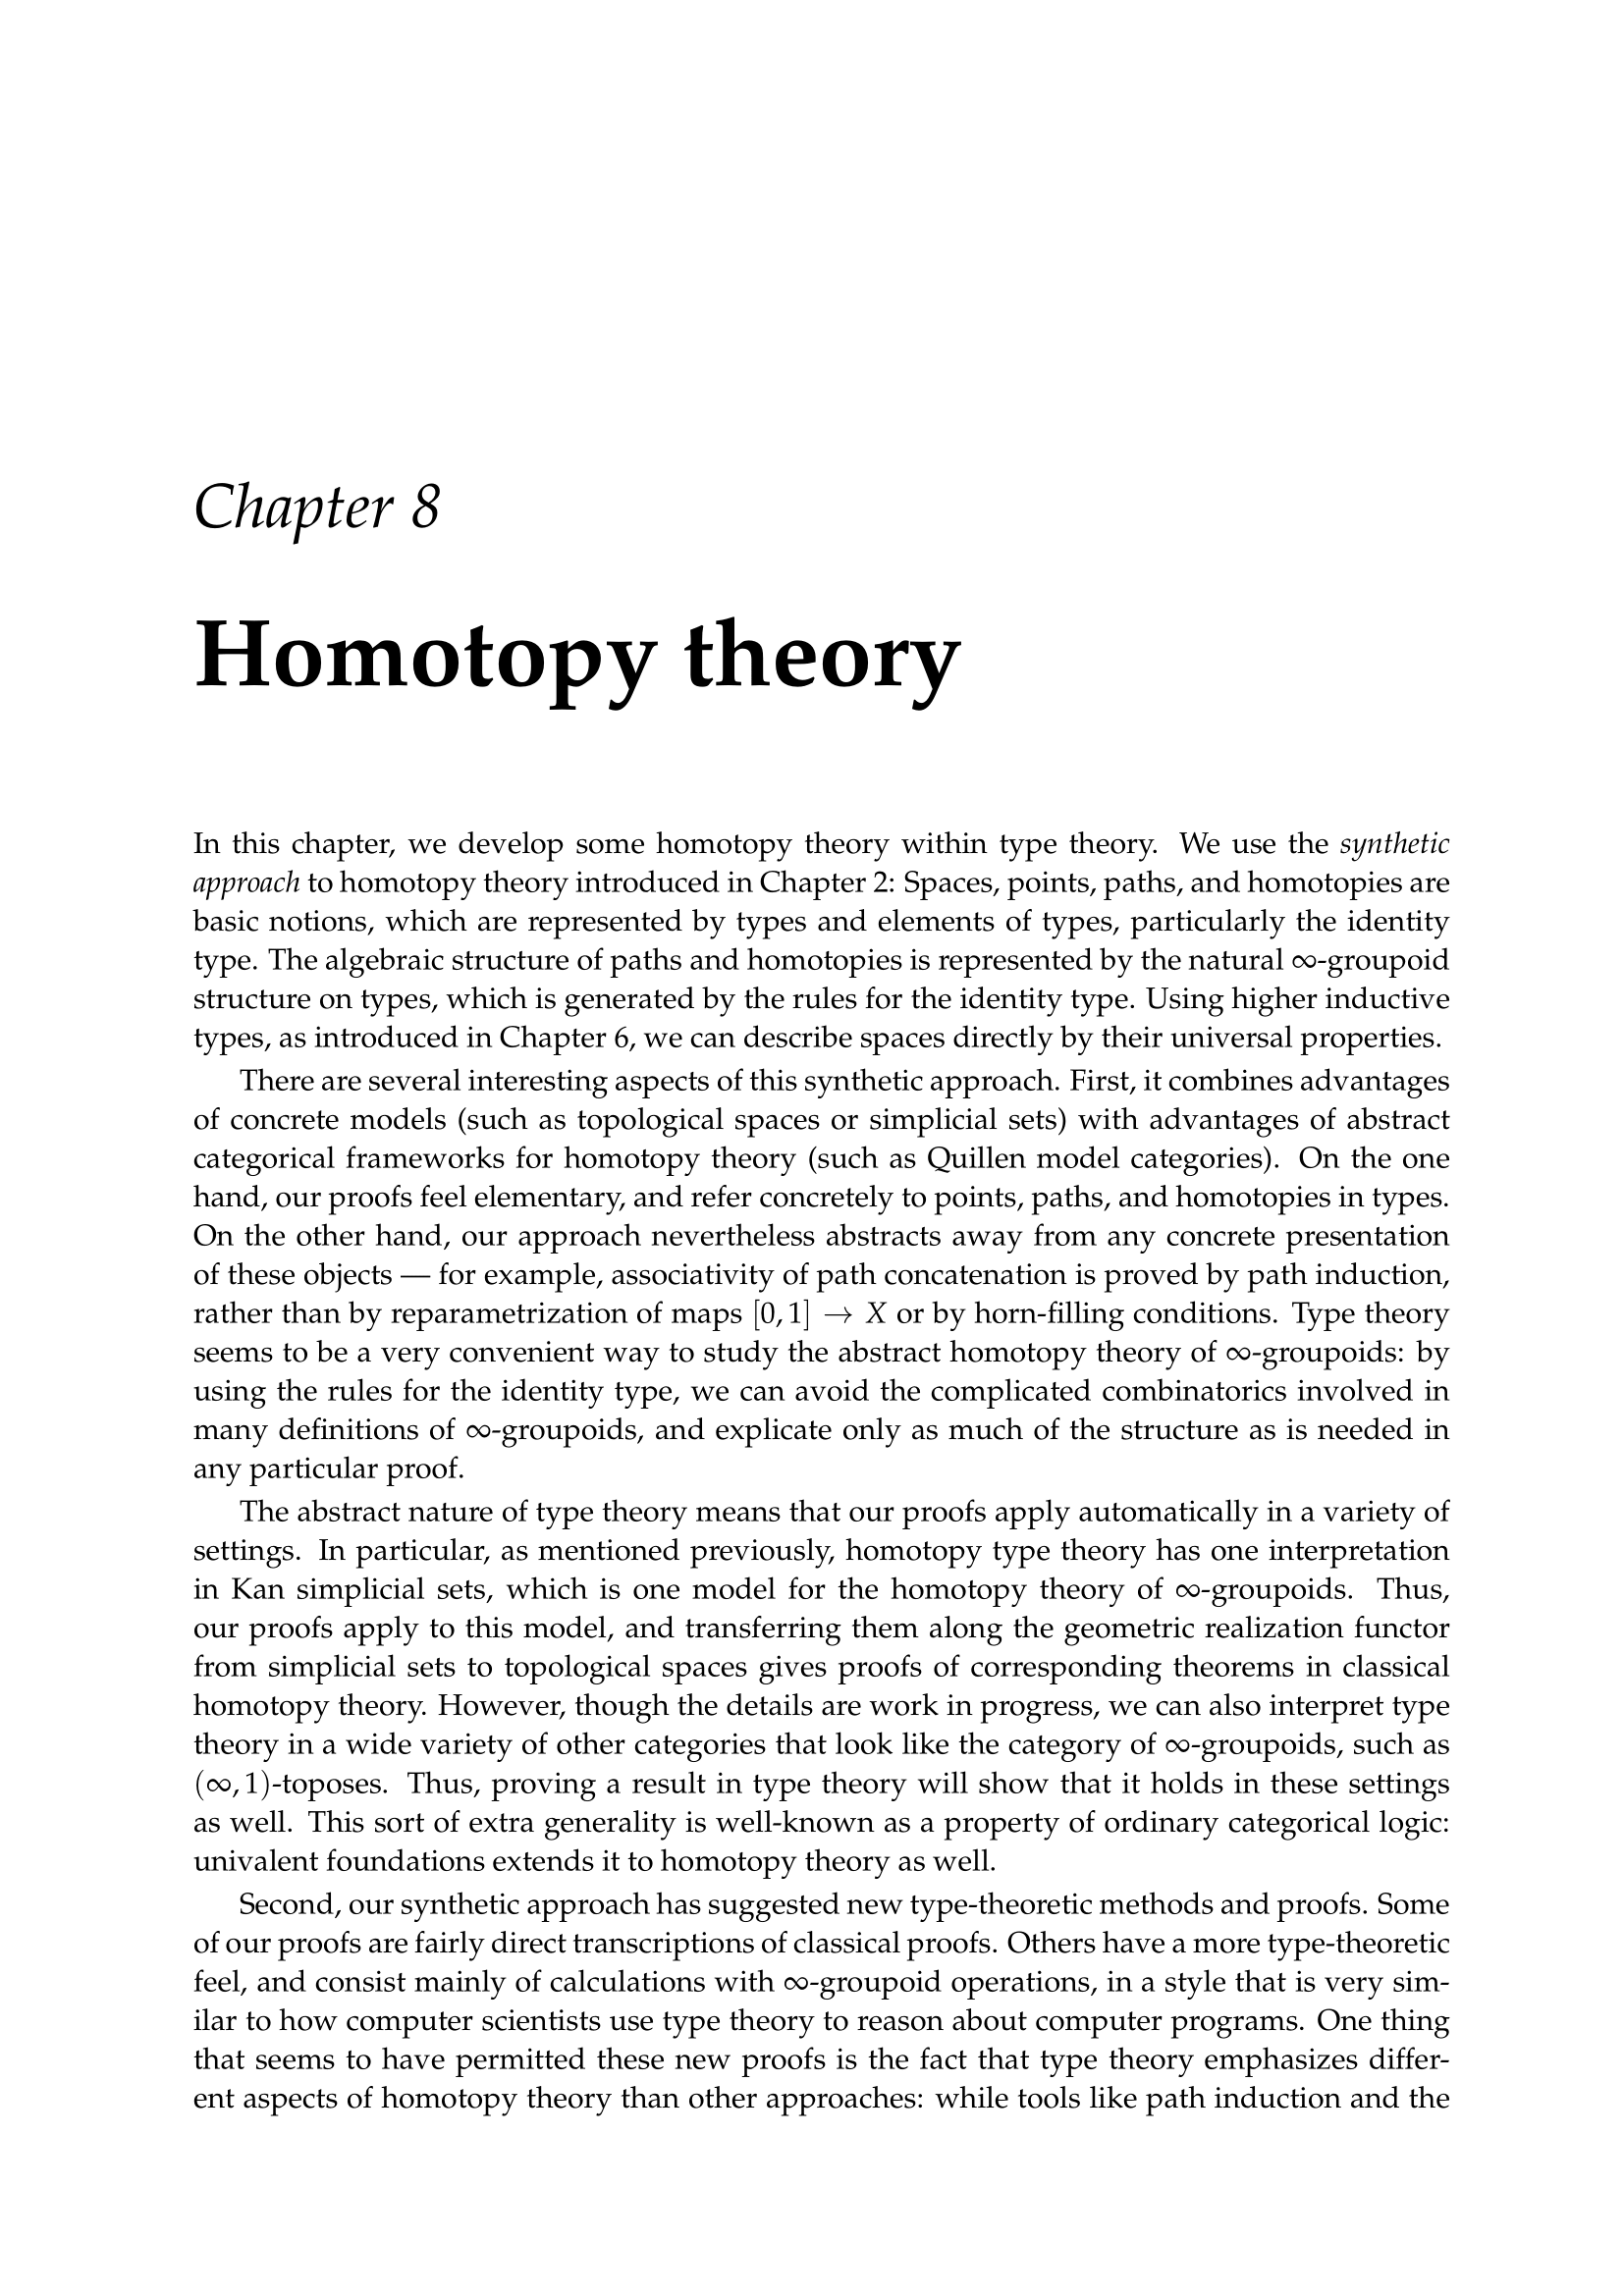 Chapter 8
Homotopy theory
In this chapter, we develop some homotopy theory within type theory. We use the synthetic
approach to homotopy theory introduced in Chapter 2: Spaces, points, paths, and homotopies are
basic notions, which are represented by types and elements of types, particularly the identity
type. The algebraic structure of paths and homotopies is represented by the natural ∞-groupoid
structure on types, which is generated by the rules for the identity type. Using higher inductive
types, as introduced in Chapter 6, we can describe spaces directly by their universal properties.
There are several interesting aspects of this synthetic approach. First, it combines advantages
of concrete models (such as topological spaces or simplicial sets) with advantages of abstract
categorical frameworks for homotopy theory (such as Quillen model categories). On the one
hand, our proofs feel elementary, and refer concretely to points, paths, and homotopies in types.
On the other hand, our approach nevertheless abstracts away from any concrete presentation
of these objects — for example, associativity of path concatenation is proved by path induction,
rather than by reparametrization of maps [0, 1] → X or by horn-filling conditions. Type theory
seems to be a very convenient way to study the abstract homotopy theory of ∞-groupoids: by
using the rules for the identity type, we can avoid the complicated combinatorics involved in
many definitions of ∞-groupoids, and explicate only as much of the structure as is needed in
any particular proof.
The abstract nature of type theory means that our proofs apply automatically in a variety of
settings. In particular, as mentioned previously, homotopy type theory has one interpretation
in Kan simplicial sets, which is one model for the homotopy theory of ∞-groupoids. Thus,
our proofs apply to this model, and transferring them along the geometric realization functor
from simplicial sets to topological spaces gives proofs of corresponding theorems in classical
homotopy theory. However, though the details are work in progress, we can also interpret type
theory in a wide variety of other categories that look like the category of ∞-groupoids, such as
(∞, 1)-toposes. Thus, proving a result in type theory will show that it holds in these settings
as well. This sort of extra generality is well-known as a property of ordinary categorical logic:
univalent foundations extends it to homotopy theory as well.
Second, our synthetic approach has suggested new type-theoretic methods and proofs. Some
of our proofs are fairly direct transcriptions of classical proofs. Others have a more type-theoretic
feel, and consist mainly of calculations with ∞-groupoid operations, in a style that is very sim-
ilar to how computer scientists use type theory to reason about computer programs. One thing
that seems to have permitted these new proofs is the fact that type theory emphasizes differ-
ent aspects of homotopy theory than other approaches: while tools like path induction and the